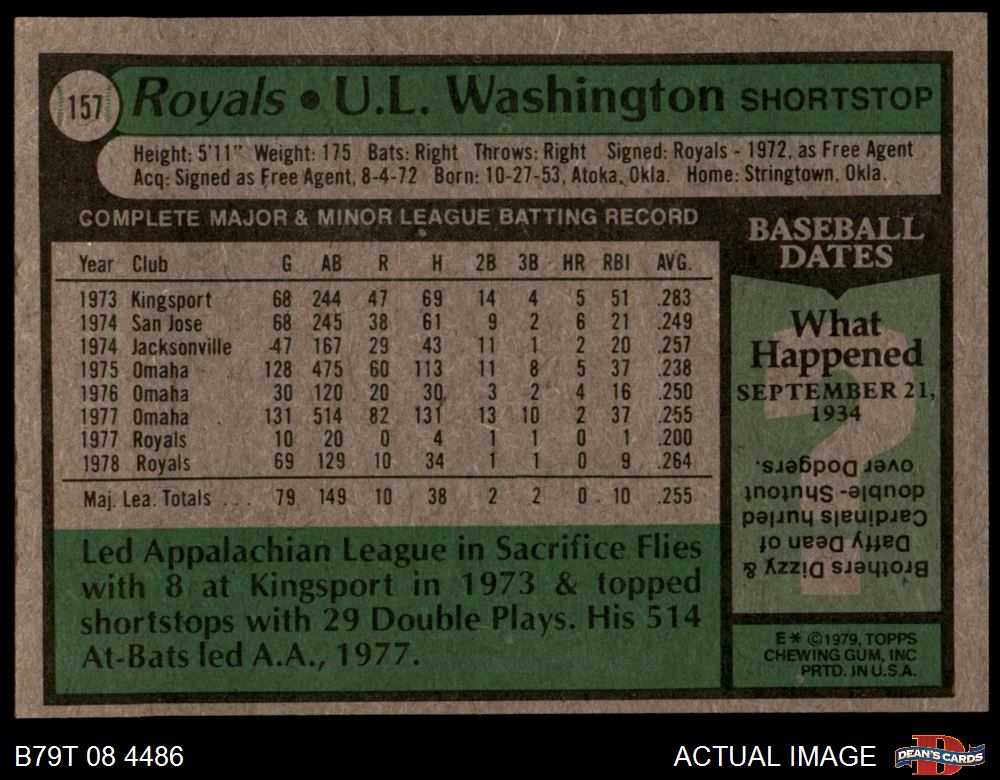 157 Royals • U.L. Washington SHORTSTOP
Height: 5'11" Weight: 175 Bats: Right Throws: Right Signed: Royals - 1972, as Free Agent
Acq: Signed as Free Agent, 8-4-72 Born: 10-27-53, Atoka, Okla. Home: Stringtown, Okla.
COMPLETE MAJOR & MINOR LEAGUE BATTING RECORD
Year Club G AB R H 2B 3B HR RBI AVG.
1973 Kingsport 68 244 47 69 14 4 5 51 .283
1974 San Jose 68 245 38 61 9 2 6 21 .249
1974 Jacksonville 47 167 29 43 11 1 2 20 .257
1975 Omaha 128 475 60 113 11 8 5 37 .238
1976 Omaha 30 120 20 30 3 2 4 16 .250
1977 Omaha 131 514 82 131 13 10 2 37 .255
1977 Royals 10 20 0 4 1 1 0 1 .200
1978 Royals 69 129 10 34 1 1 0 9 .264
Maj. Lea. Totals ... 79 149 10 38 2 2 0 10 .255
Led Appalachian League in Sacrifice Flies
with 8 at Kingsport in 1973 & topped
shortstops with 29 Double Plays. His 514
At-Bats led A.A., 1977.
BASEBALL
DATES
What
Happened
SEPTEMBER 21,
1934
?
Brothers Dizzy &
Daffy Dean of
Cardinals hurled
double- Shutout
over Dodgers.
E* ©1979, TOPPS
CHEWING GUM, INC
PRTD. IN U.S.A.
B79T 08 4486
ACTUAL IMAGE
D
DEAN'S CARDS